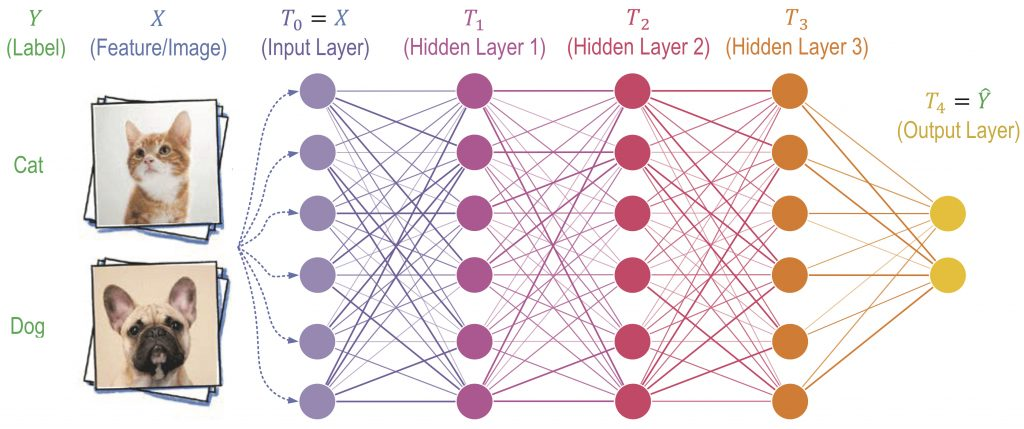 Y
(Label)
X
(Feature/Image)
T₀ = X
(Input Layer)
T₁
(Hidden Layer 1)
T₂
(Hidden Layer 2)
T₃
(Hidden Layer 3)
T₄ = Ŷ
(Output Layer)
Cat
Dog